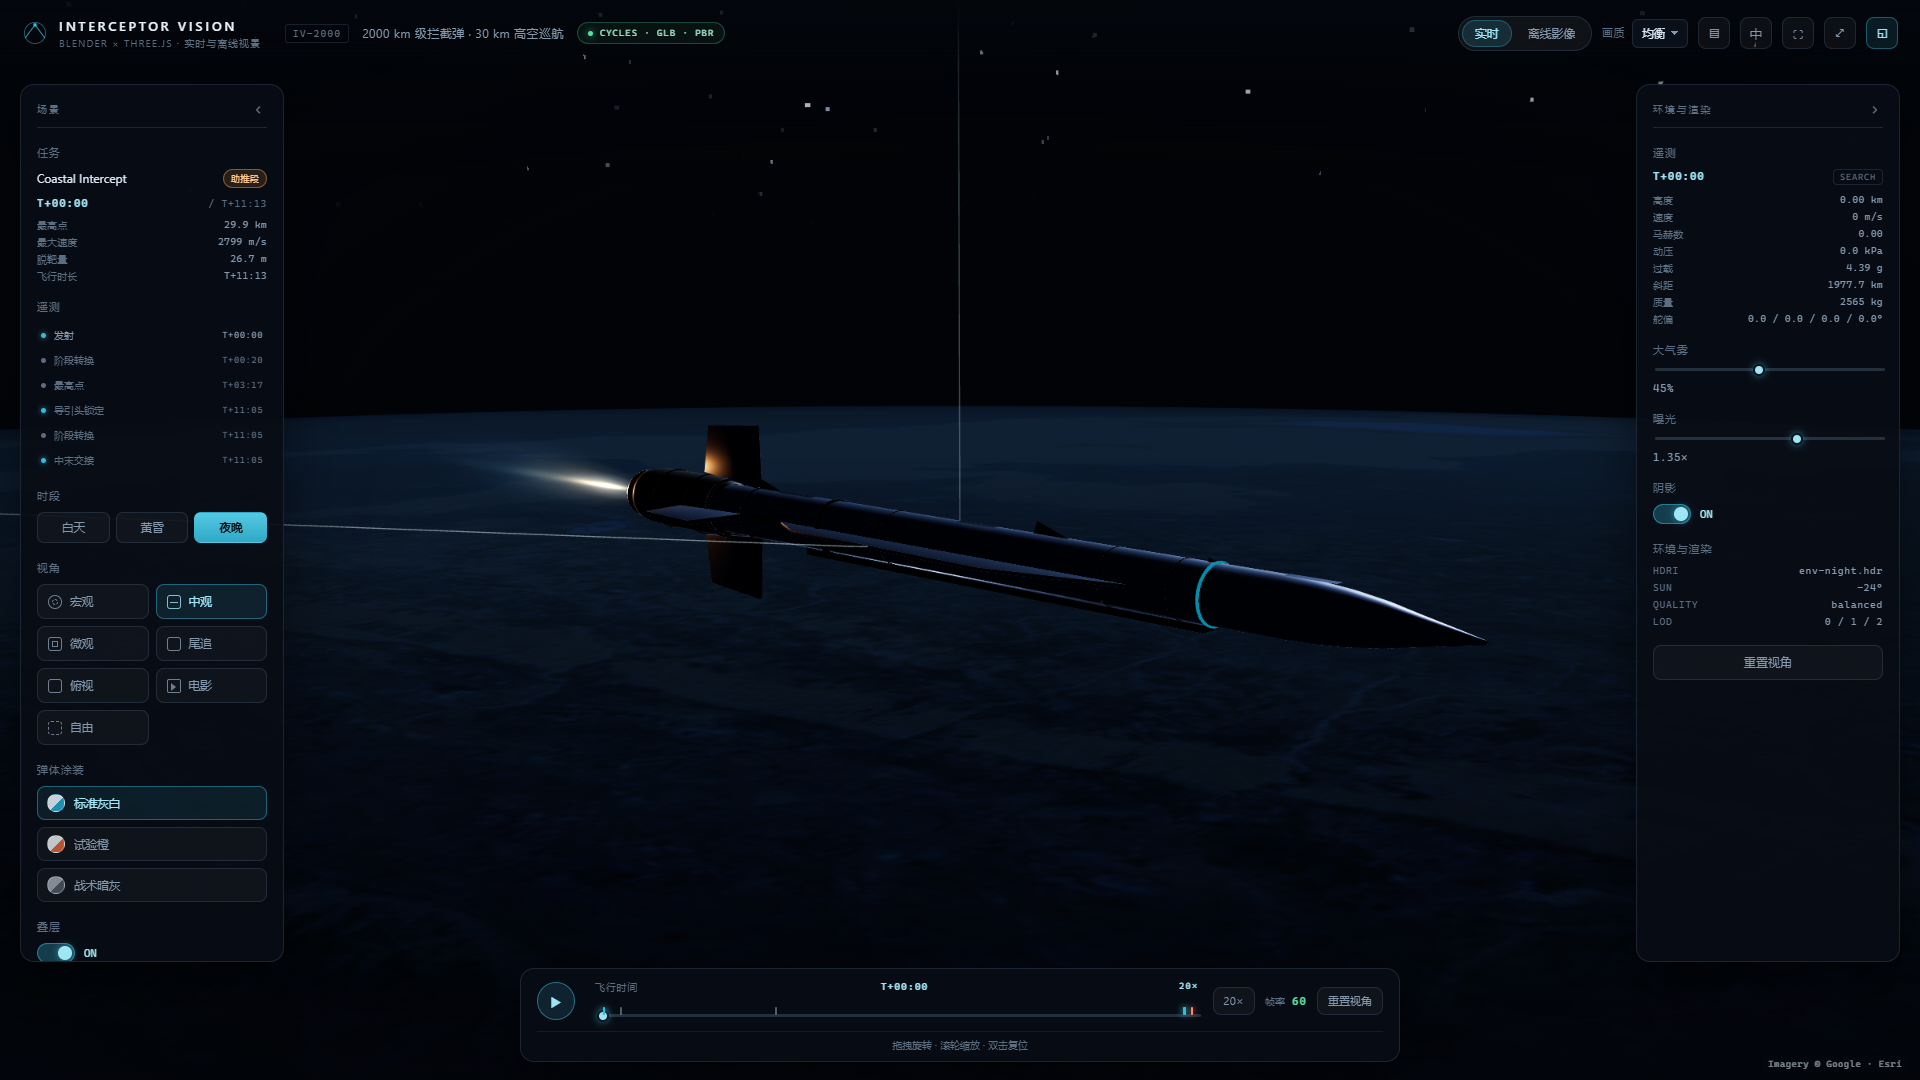 INTERCEPTOR VISION
BLENDER × THREE.JS · 实时与离线视景
IV-2000
2000 km 级拦截弹 · 30 km 高空巡航
CYCLES · GLB · PBR
实时
离线影像
画质
均衡
中
场景
任务
Coastal Intercept
助推段
T+00:00
/ T+11:13
最高点
29.9 km
最大速度
2799 m/s
脱靶量
26.7 m
飞行时长
T+11:13
遥测
发射
T+00:00
阶段转换
T+00:20
最高点
T+03:17
导引头锁定
T+11:05
阶段转换
T+11:05
中末交接
T+11:05
时段
白天
黄昏
夜晚
视角
宏观
中观
微观
尾追
俯视
电影
自由
弹体涂装
标准灰白
试验橙
战术暗灰
叠层
ON
环境与渲染
遥测
T+00:00
SEARCH
高度
0.00 km
速度
0 m/s
马赫数
0.00
动压
0.0 kPa
过载
4.39 g
斜距
1977.7 km
质量
2565 kg
舵偏
0.0 / 0.0 / 0.0 / 0.0°
大气雾
45%
曝光
1.35×
阴影
ON
环境与渲染
HDRI
env-night.hdr
SUN
-24°
QUALITY
balanced
LOD
0 / 1 / 2
重置视角
飞行时间
T+00:00
20×
20×
帧率 60
重置视角
拖拽旋转 · 滚轮缩放 · 双击复位
Imagery © Google · Esri